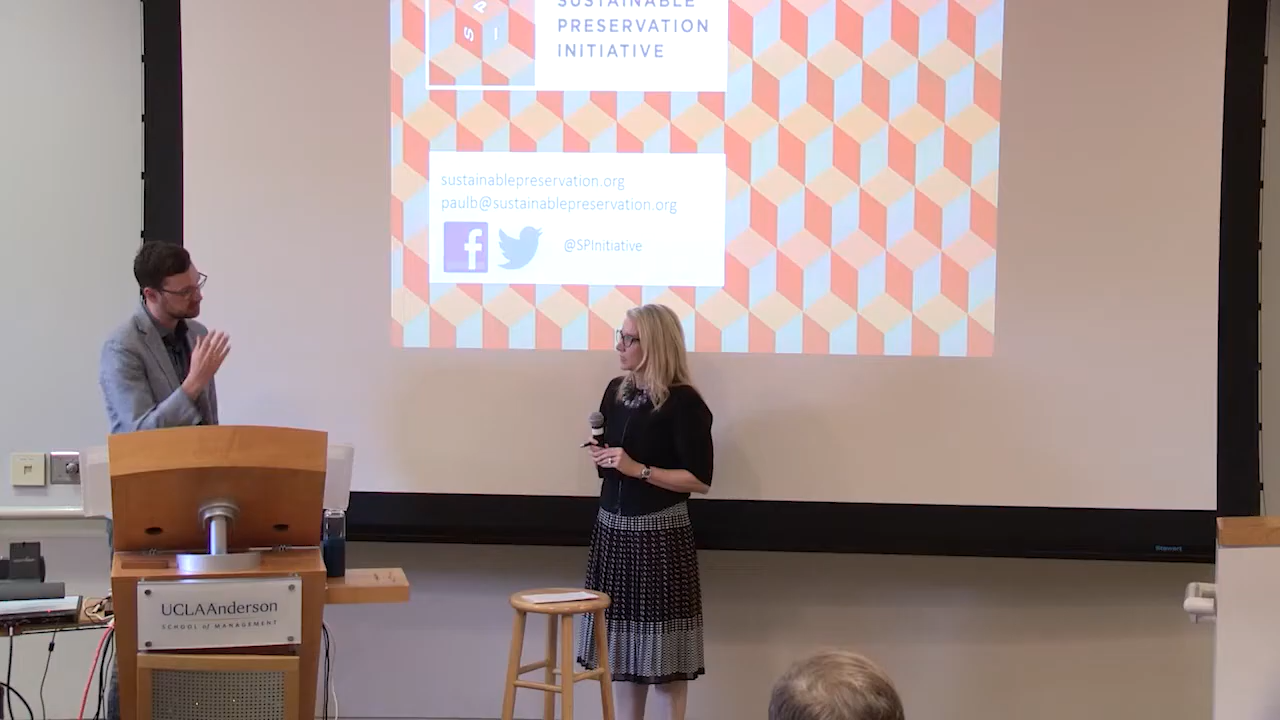 SUSTAINABLE
PRESERVATION
INITIATIVE
sustainablepreservation.org
paulb@sustainablepreservation.org
f
@SPInitiative
UCLAAnderson
SCHOOL of MANAGEMENT